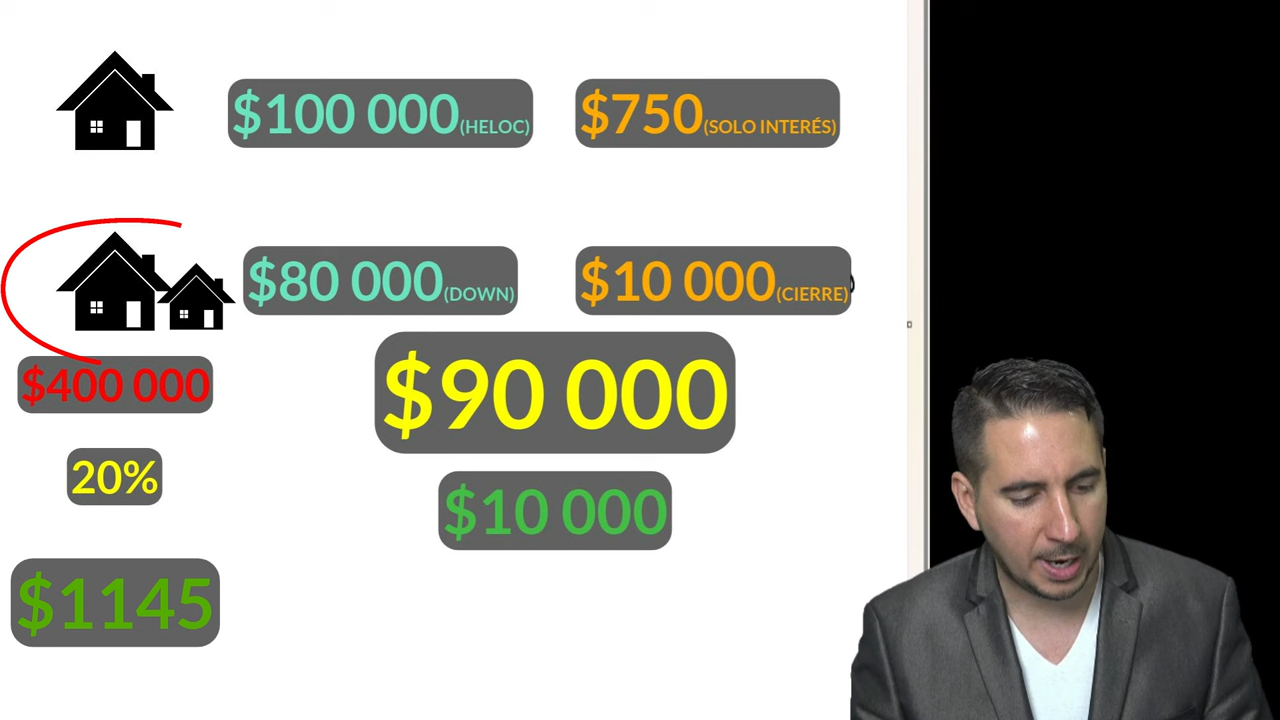 $100 000(HELOC)
$750(SOLO INTERÉS)
$80 000(DOWN)
$10 000(CIERRE)
$400 000
$90 000
20%
$10 000
$1145